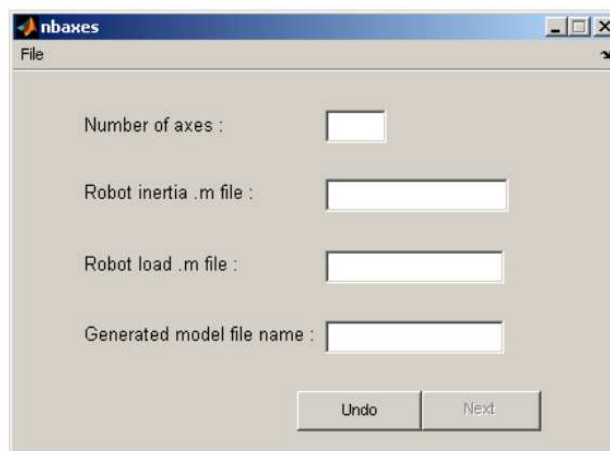 nbaxes
File
Number of axes :
Robot inertia .m file :
Robot load .m file :
Generated model file name :
Undo Next